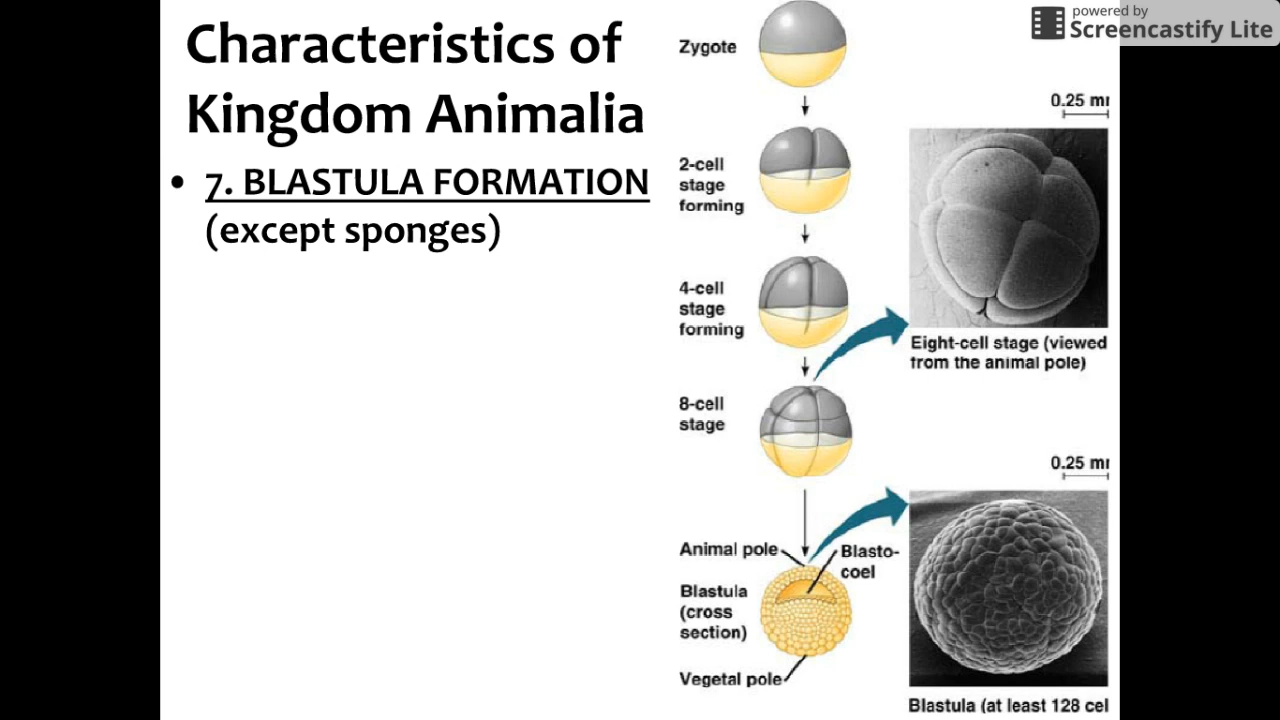 Characteristics of
Kingdom Animalia
• 7. BLASTULA FORMATION
(except sponges)
powered by
Screencastify Lite
Zygote
2-cell
stage
forming
4-cell
stage
forming
8-cell
stage
Animal pole
Blasto-
coel
Blastula
(cross
section)
Vegetal pole
0.25 m
Eight-cell stage (viewed
from the animal pole)
0.25 m
Blastula (at least 128 cel